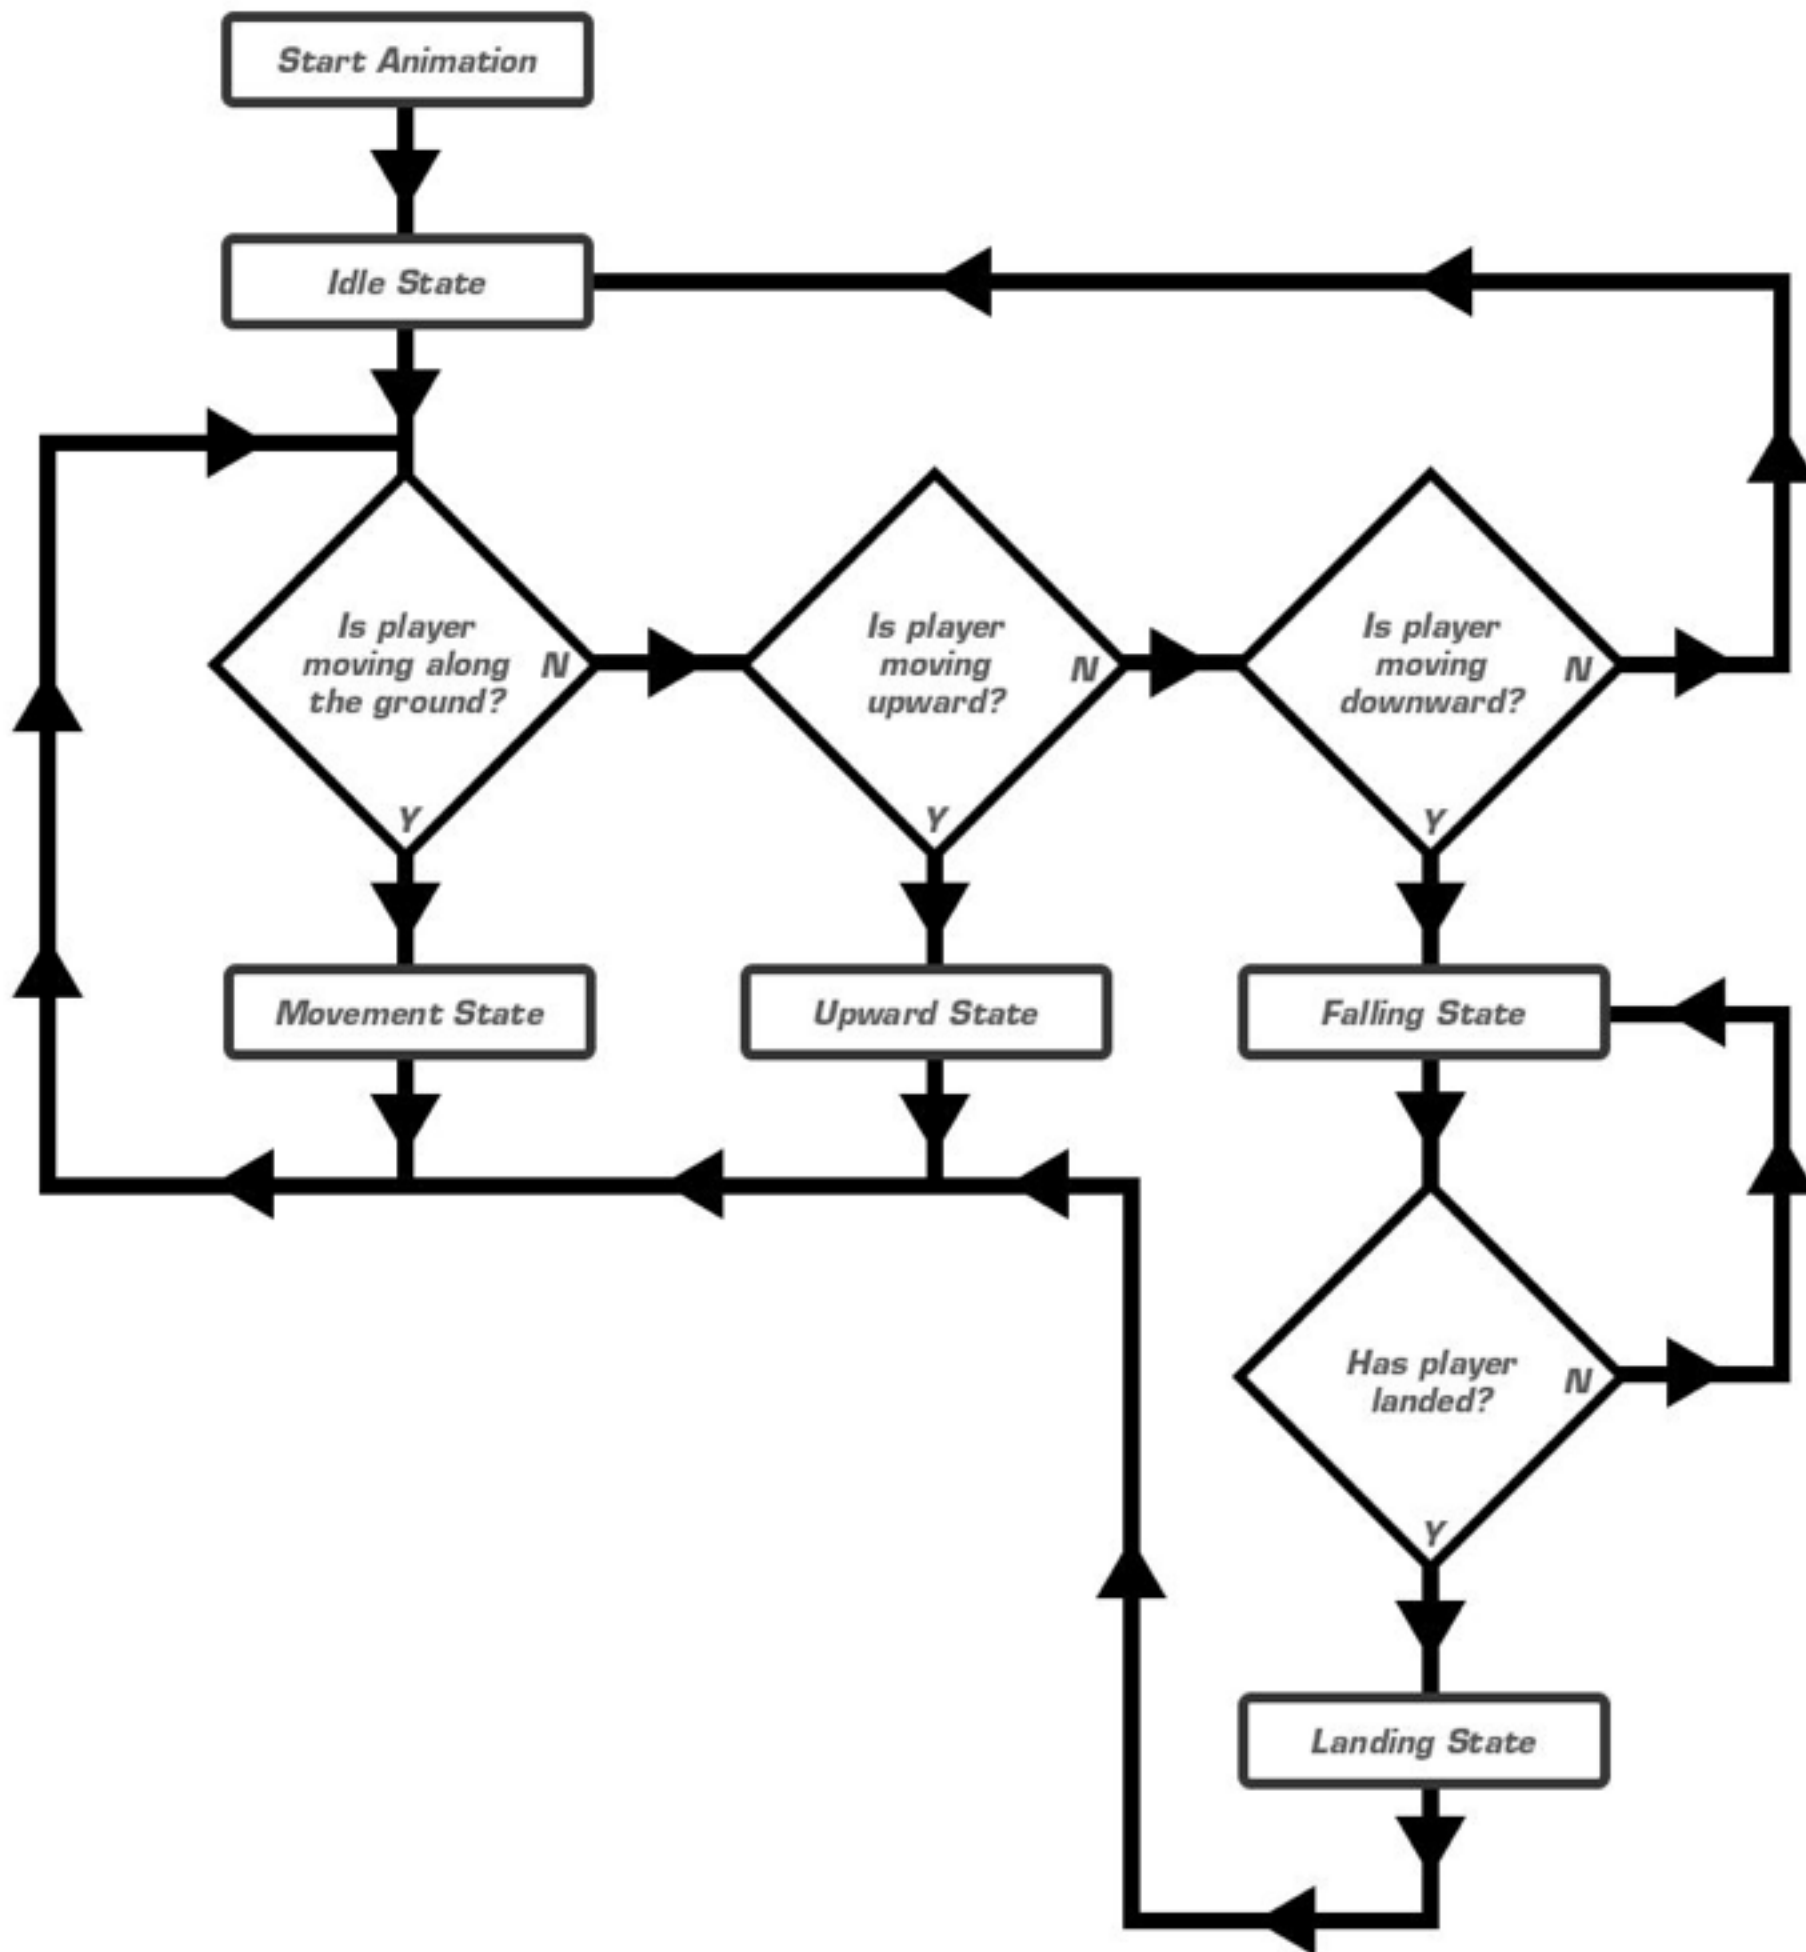 Start Animation
Idle State
Is player
moving along
the ground?
N
Y
Is player
moving
upward?
N
Y
Is player
moving
downward?
N
Y
Movement State
Upward State
Falling State
Has player
landed?
N
Y
Landing State